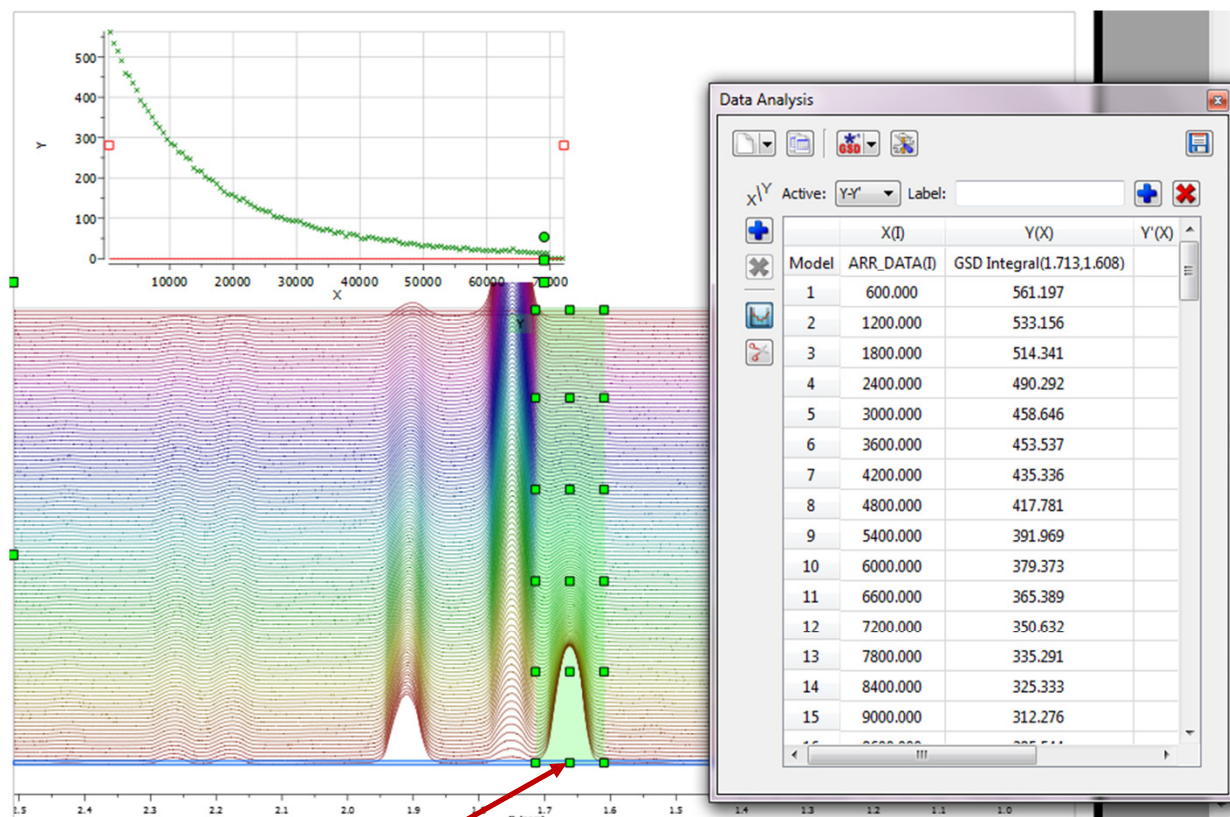 500
400
300
200
100
0
Y
10000 20000 30000 40000 50000 60000 70000
X
Y
2.5 2.4 2.3 2.2 2.1 2.0 1.9 1.8 1.7 1.6 1.5 1.4 1.3 1.2 1.1 1.0
Data Analysis
GSD
X\Y Active: Y-Y' Label:
X(I) Y(X) Y'(X)
Model ARR_DATA(I) GSD Integral(1.713,1.608)
1 600.000 561.197
2 1200.000 533.156
3 1800.000 514.341
4 2400.000 490.292
5 3000.000 458.646
6 3600.000 453.537
7 4200.000 435.336
8 4800.000 417.781
9 5400.000 391.969
10 6000.000 379.373
11 6600.000 365.389
12 7200.000 350.632
13 7800.000 335.291
14 8400.000 325.333
15 9000.000 312.276